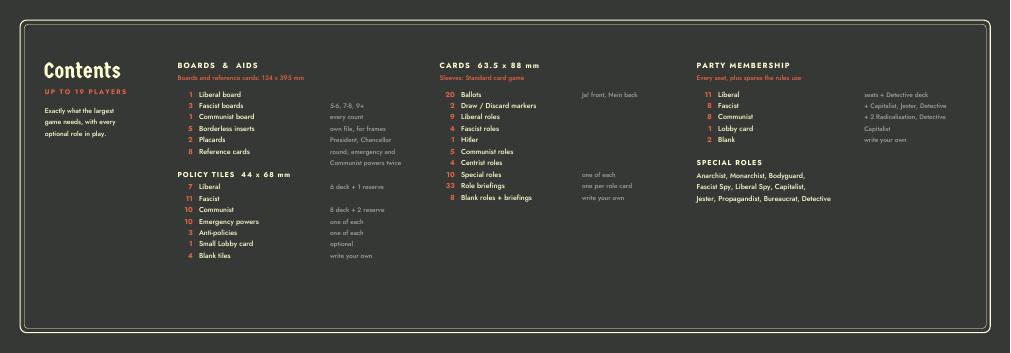 Contents
UP TO 19 PLAYERS
Exactly what the largest
game needs, with every
optional role in play.
BOARDS & AIDS
Boards and reference cards: 134 x 395 mm
1 Liberal board
3 Fascist boards 5-6, 7-8, 9+
1 Communist board every count
5 Borderless inserts own file, for frames
2 Placards President, Chancellor
8 Reference cards round, emergency and
Communist powers twice
POLICY TILES 44 x 68 mm
7 Liberal 6 deck + 1 reserve
11 Fascist
10 Communist 8 deck + 2 reserve
10 Emergency powers one of each
3 Anti-policies one of each
1 Small Lobby card optional
4 Blank tiles write your own
CARDS 63.5 x 88 mm
Sleeves: Standard card game
20 Ballots Ja! front, Nein back
2 Draw / Discard markers
9 Liberal roles
4 Fascist roles
1 Hitler
5 Communist roles
4 Centrist roles
10 Special roles one of each
33 Role briefings one per role card
8 Blank roles + briefings write your own
PARTY MEMBERSHIP
Every seat, plus spares the rules use
11 Liberal seats + Detective deck
8 Fascist + Capitalist, Jester, Detective
8 Communist + 2 Radicalisation, Detective
1 Lobby card Capitalist
2 Blank write your own
SPECIAL ROLES
Anarchist, Monarchist, Bodyguard,
Fascist Spy, Liberal Spy, Capitalist,
Jester, Propagandist, Bureaucrat, Detective